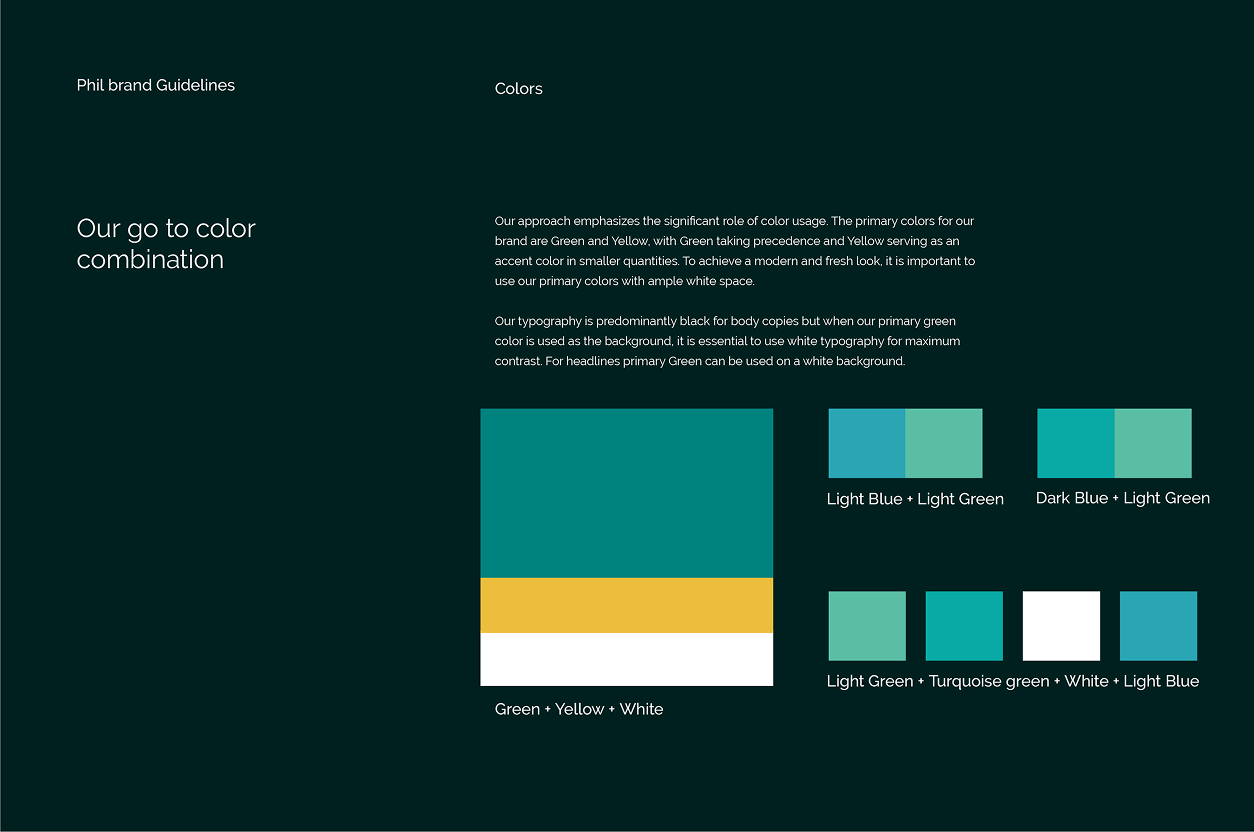 Phil brand Guidelines
Colors
Our go to color
combination
Our approach emphasizes the significant role of color usage. The primary colors for our
brand are Green and Yellow, with Green taking precedence and Yellow serving as an
accent color in smaller quantities. To achieve a modern and fresh look, it is important to
use our primary colors with ample white space.
Our typography is predominantly black for body copies but when our primary green
color is used as the background, it is essential to use white typography for maximum
contrast. For headlines primary Green can be used on a white background.
Light Blue + Light Green
Dark Blue + Light Green
Light Green + Turquoise green + White + Light Blue
Green + Yellow + White